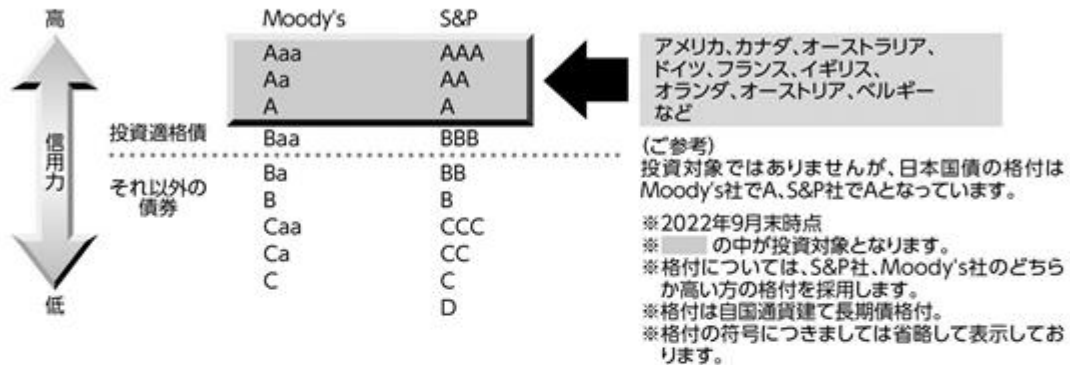 高
信用力
低
Moody's S&P
Aaa AAA
Aa AA
A A
投資適格債 Baa BBB
それ以外の
債券
Ba BB
B B
Caa CCC
Ca CC
C C
D
アメリカ、カナダ、オーストラリア、
ドイツ、フランス、イギリス、
オランダ、オーストリア、ベルギー
など
(ご参考)
投資対象ではありませんが、日本国債の格付は
Moody's社でA、S&P社でAとなっています。
※2022年9月末時点
※ の中が投資対象となります。
※格付については、S&P社、Moody's社のどちら
か高い方の格付を採用します。
※格付は自国通貨建て長期債格付。
※格付の符号につきましては省略して表示してお
ります。